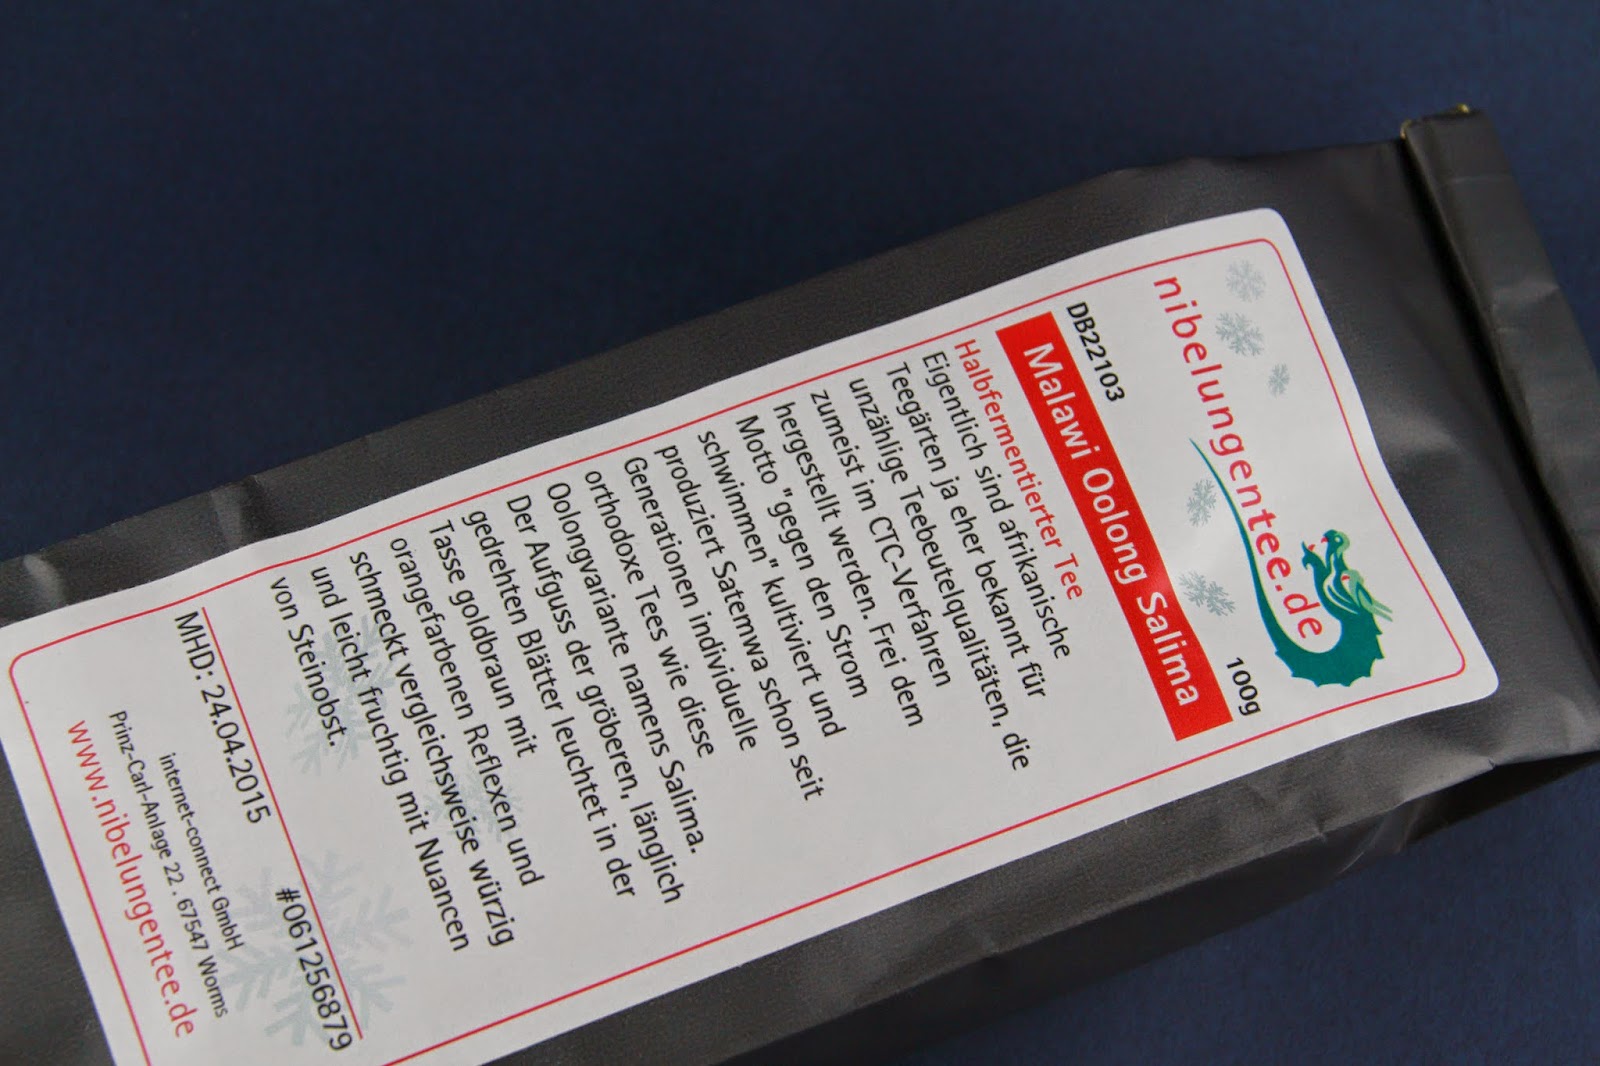 nibelungentee.de
DB22103 100g
Malawi Oolong Salima
Halbfermentierter Tee
Eigentlich sind afrikanische
Teegärten ja eher bekannt für
unzählige Teebeutelqualitäten, die
zumeist im CTC-Verfahren
hergestellt werden. Frei dem
Motto "gegen den Strom
schwimmen" kultiviert und
produziert Satemwa schon seit
Generationen individuelle
orthodoxe Tees wie diese
Oolongvariante namens Salima.
Der Aufguss der gröberen, länglich
gedrehten Blätter leuchtet in der
Tasse goldbraun mit
orangefarbenen Reflexen und
schmeckt vergleichsweise würzig
und leicht fruchtig mit Nuancen
von Steinobst.
MHD: 24.04.2015 #061256879
internet-connect GmbH
Prinz-Carl-Anlage 22 . 67547 Worms
www.nibelungentee.de